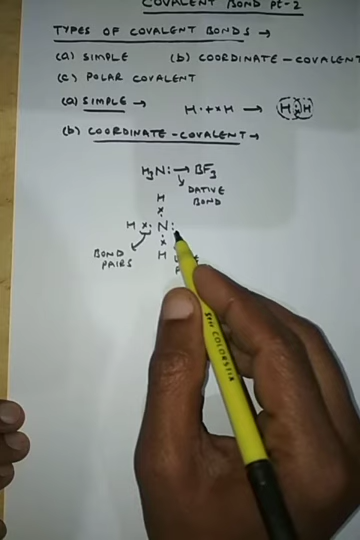 COVALENT BOND Pt-2
TYPES OF COVALENT BONDS →
(a) SIMPLE (b) COORDINATE-COVALENT
(c) POLAR COVALENT
(a) SIMPLE → H· + ×H → H·×H
(b) COORDINATE-COVALENT →
H₃N: → BF₃
DATIVE
BOND
H
H ×· N :
H
BOND
PAIRS
STA COLORSTIX